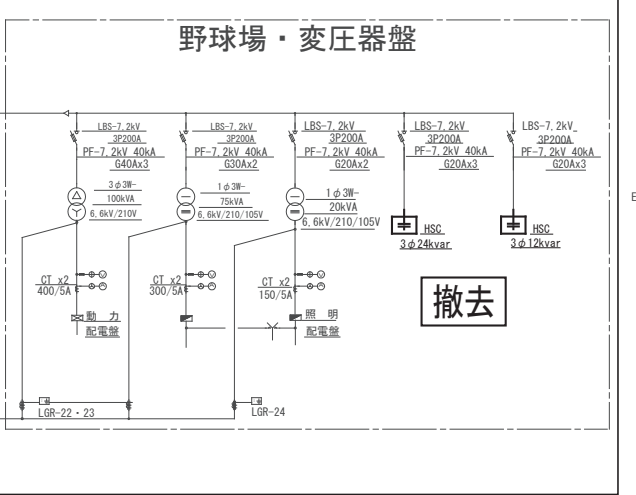 野球場・変圧器盤
LBS-7.2kV
3P200A
PF-7.2kV 40kA
G40Ax3
LBS-7.2kV
3P200A
PF-7.2kV 40kA
G30Ax2
LBS-7.2kV
3P200A
PF-7.2kV 40kA
G20Ax2
LBS-7.2kV
3P200A
PF-7.2kV 40kA
G20Ax3
LBS-7.2kV
3P200A
PF-7.2kV 40kA
G20Ax3
3φ3W-
100kVA
6.6kV/210V
1φ3W-
75kVA
6.6kV/210/105V
1φ3W-
20kVA
6.6kV/210/105V
HSC
3φ24kvar
HSC
3φ12kvar
CT x2
400/5A
CT x2
300/5A
CT x2
150/5A
撤去
動 力
配電盤
照 明
配電盤
LGR-22・23
LGR-24
E